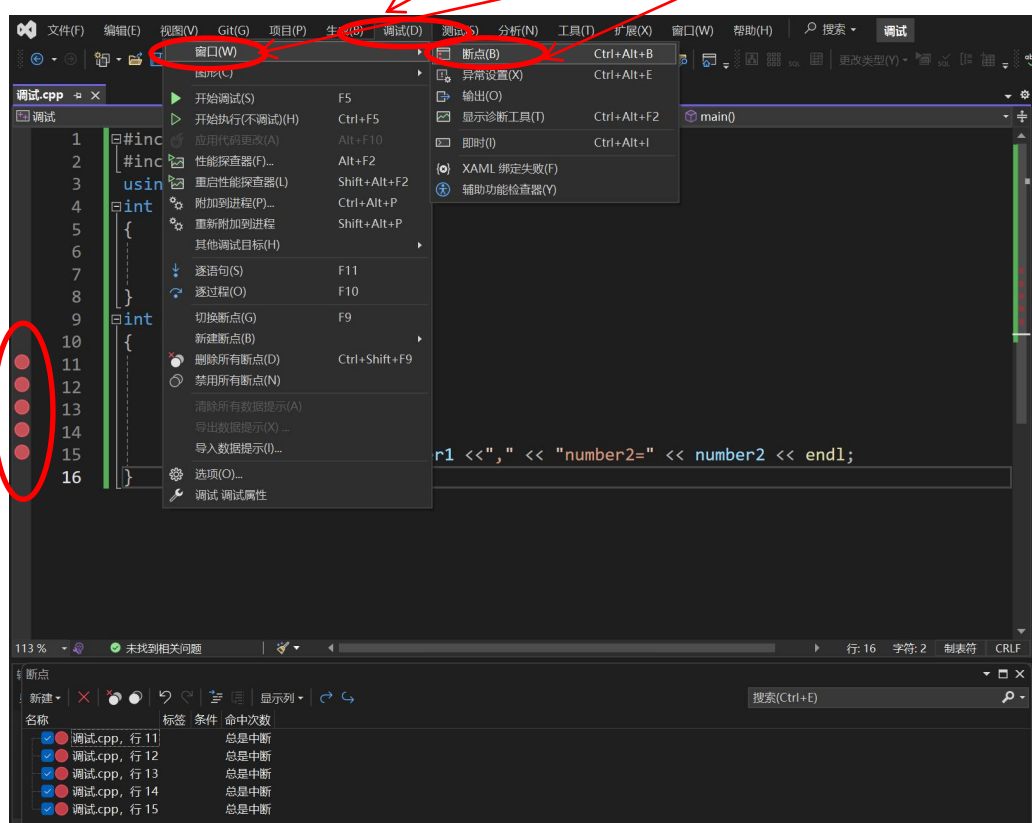 文件(F) 编辑(E) 视图(V) Git(G) 项目(P) 调试(D) 分析(N) 工具(T) 扩展(X) 窗口(W) 帮助(H) 搜索 调试
更改类型(Y)
调试.cpp
调试 main()
窗口(W)
图形(C)
开始调试(S) F5
开始执行(不调试)(H) Ctrl+F5
应用代码更改(A) Alt+F10
性能探查器(F)... Alt+F2
重启性能探查器(L) Shift+Alt+F2
附加到进程(P)... Ctrl+Alt+P
重新附加到进程 Shift+Alt+P
其他调试目标(H)
逐语句(S) F11
逐过程(O) F10
切换断点(G) F9
新建断点(B)
删除所有断点(D) Ctrl+Shift+F9
禁用所有断点(N)
清除所有数据提示(A)
导出数据提示(X) ...
导入数据提示(I)...
选项(O)...
调试 调试属性
断点(B) Ctrl+Alt+B
异常设置(X) Ctrl+Alt+E
输出(O)
显示诊断工具(T) Ctrl+Alt+F2
即时(I) Ctrl+Alt+I
XAML 绑定失败(F)
辅助功能检查器(Y)
1 #inc
2 #inc
3 usin
4 int
5 {
6
7
8 }
9 int
10 {
11
12
13
14
15 r1 <<"," << "number2=" << number2 << endl;
16 }
113 % 未找到相关问题 行: 16 字符: 2 制表符 CRLF
断点
新建 显示列 搜索(Ctrl+E)
名称 标签 条件 命中次数
调试.cpp, 行 11 总是中断
调试.cpp, 行 12 总是中断
调试.cpp, 行 13 总是中断
调试.cpp, 行 14 总是中断
调试.cpp, 行 15 总是中断